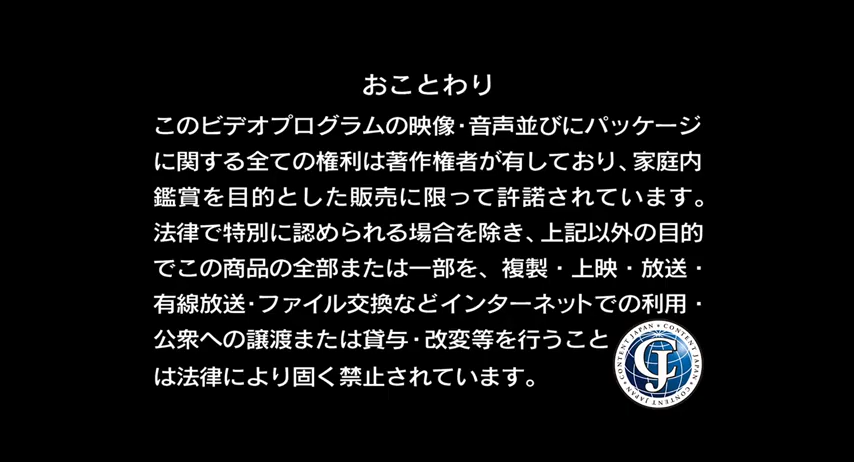 おことわり
このビデオプログラムの映像・音声並びにパッケージ
に関する全ての権利は著作権者が有しており、家庭内
鑑賞を目的とした販売に限って許諾されています。
法律で特別に認められる場合を除き、上記以外の目的
でこの商品の全部または一部を、複製・上映・放送・
有線放送・ファイル交換などインターネットでの利用・
公衆への譲渡または貸与・改変等を行うこと
は法律により固く禁止されています。
CONTENT JAPAN ★ CONTENT JAPAN ★ CONTENT JAPAN ★
CJ